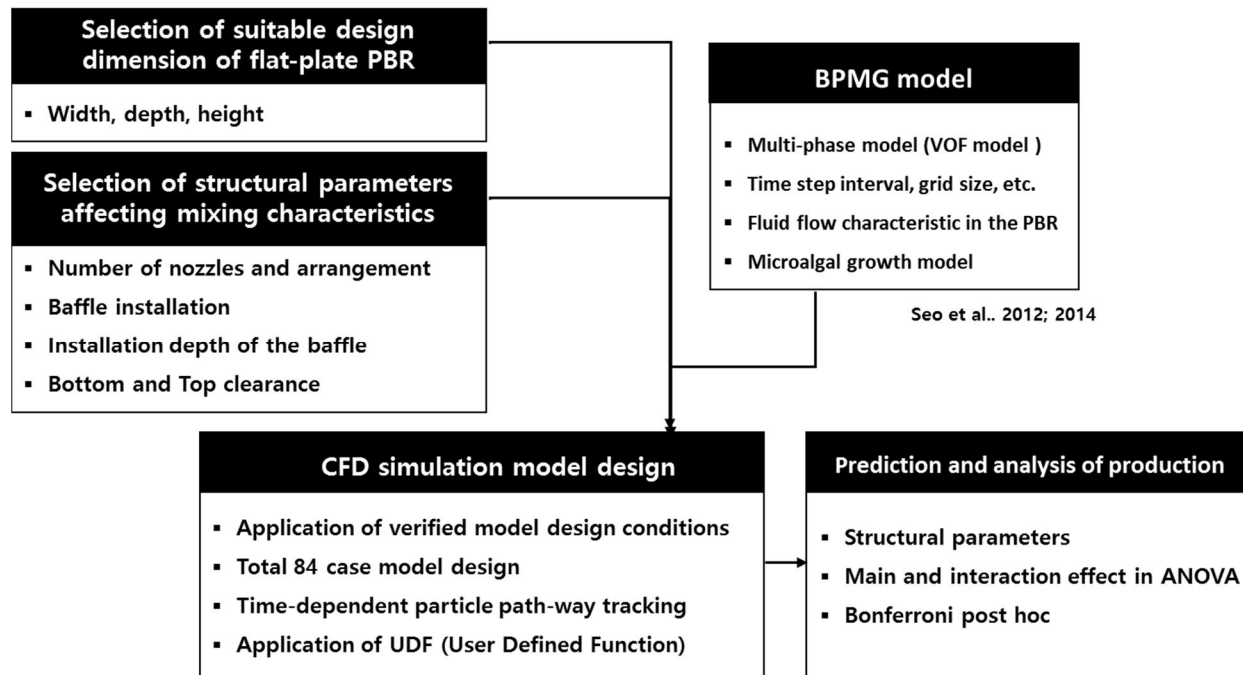 Selection of suitable design
dimension of flat-plate PBR
▪ Width, depth, height
Selection of structural parameters
affecting mixing characteristics
▪ Number of nozzles and arrangement
▪ Baffle installation
▪ Installation depth of the baffle
▪ Bottom and Top clearance
BPMG model
▪ Multi-phase model (VOF model )
▪ Time step interval, grid size, etc.
▪ Fluid flow characteristic in the PBR
▪ Microalgal growth model
Seo et al.. 2012; 2014
CFD simulation model design
▪ Application of verified model design conditions
▪ Total 84 case model design
▪ Time-dependent particle path-way tracking
▪ Application of UDF (User Defined Function)
Prediction and analysis of production
▪ Structural parameters
▪ Main and interaction effect in ANOVA
▪ Bonferroni post hoc